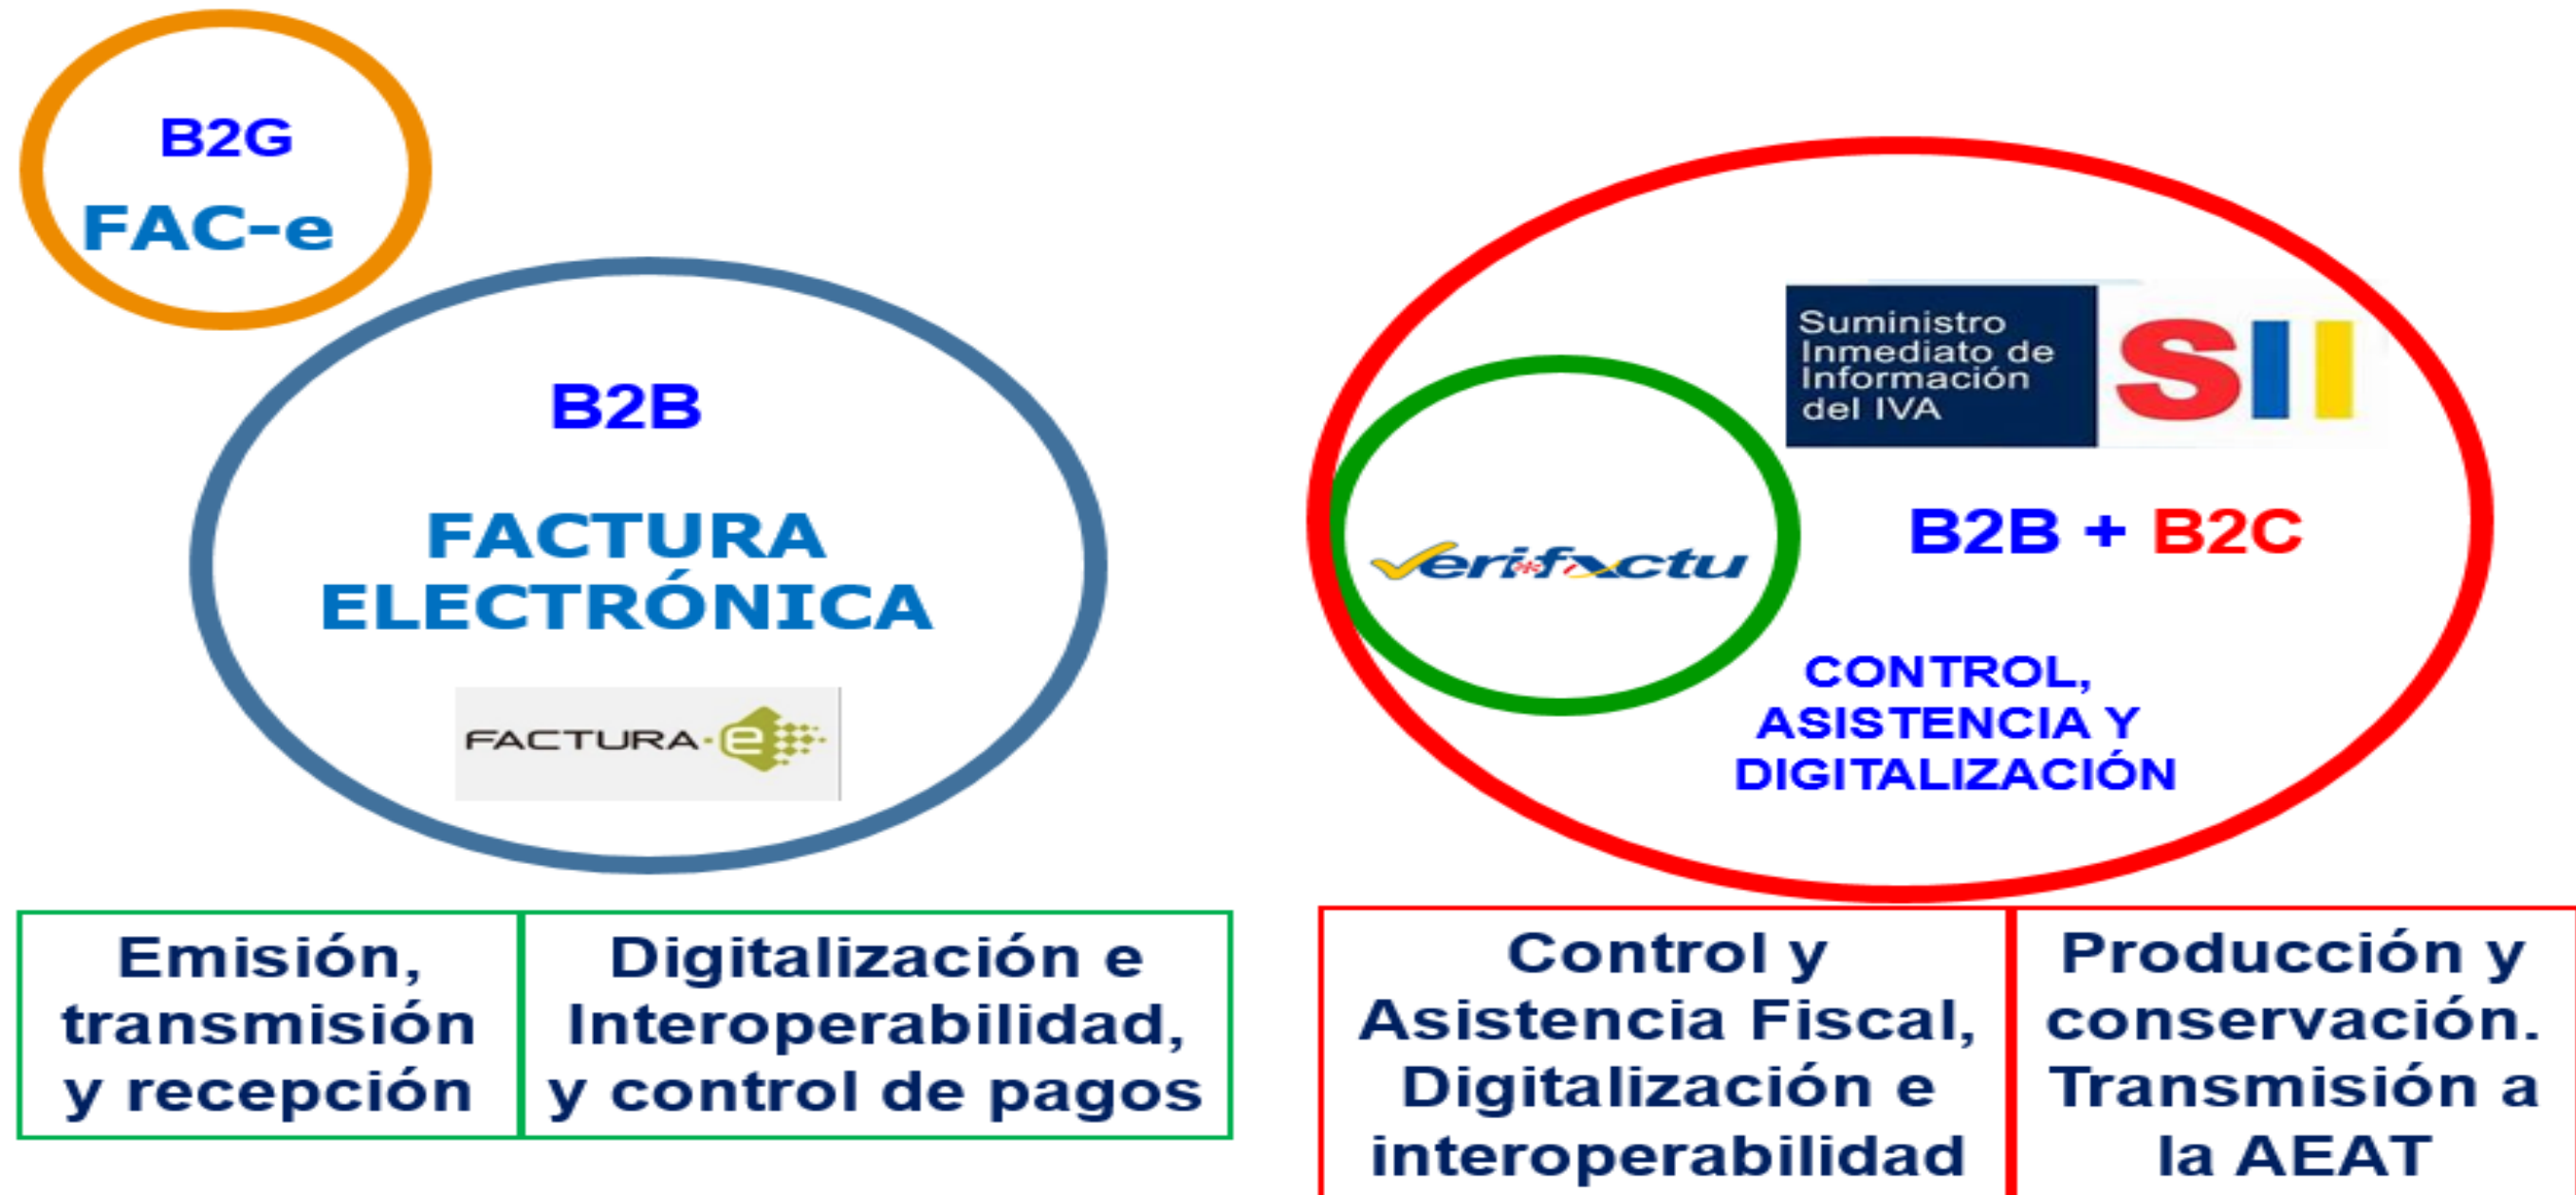 B2G
FAC-e
B2B
FACTURA
ELECTRÓNICA
FACTURA-e
Suministro
Inmediato de
Información
del IVA
SII
Verifactu
B2B + B2C
CONTROL,
ASISTENCIA Y
DIGITALIZACIÓN
Emisión,
transmisión
y recepción
Digitalización e
Interoperabilidad,
y control de pagos
Control y
Asistencia Fiscal,
Digitalización e
interoperabilidad
Producción y
conservación.
Transmisión a
la AEAT